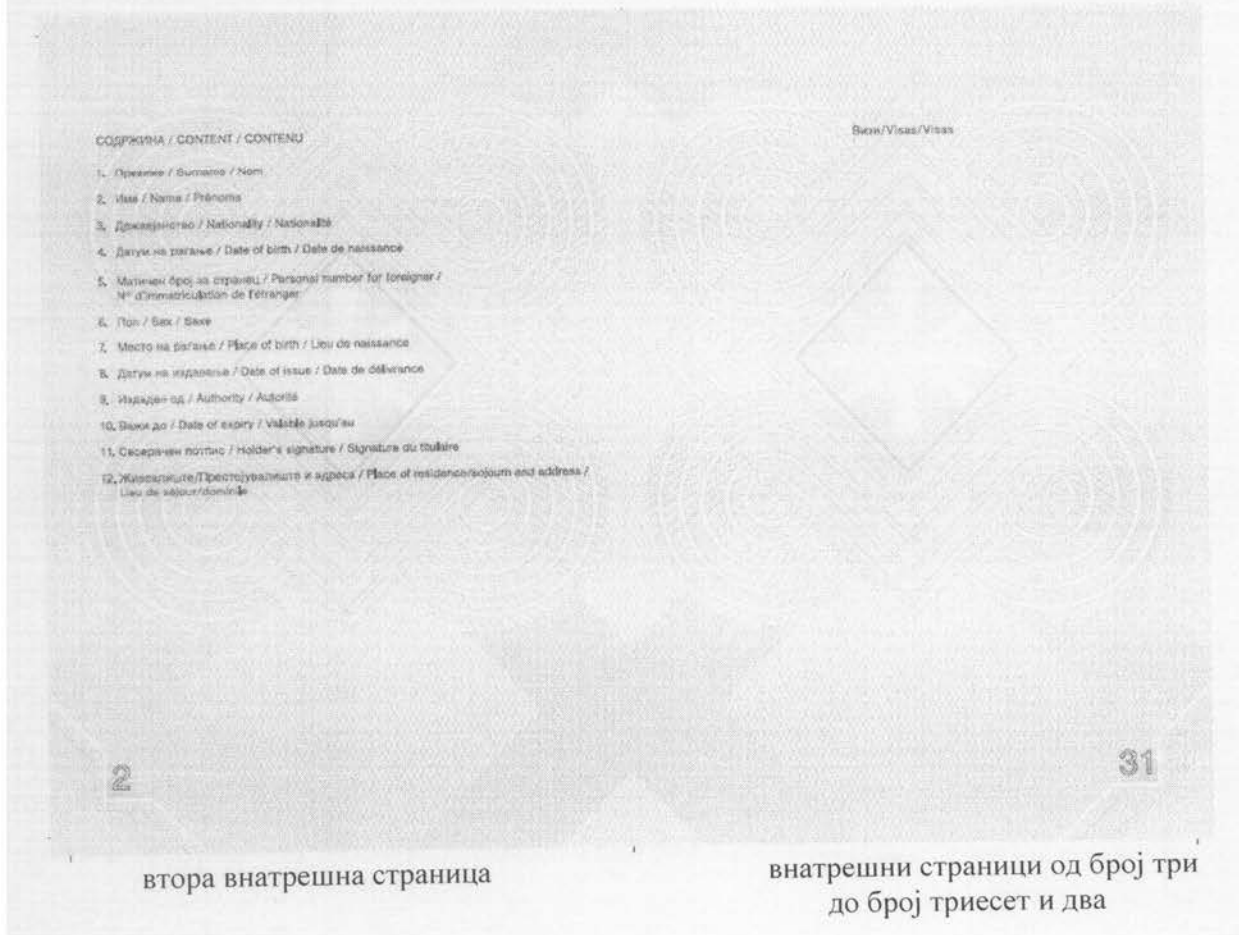 СОДРЖИНА / CONTENT / CONTENU
1. Презиме / Surname / Nom
2. Име / Name / Prénoms
3. Државјанство / Nationality / Nationalité
4. Датум на раѓање / Date of birth / Date de naissance
5. Матичен број за странец / Personal number for foreigner /
N° d'immatriculation de l'étranger
6. Пол / Sex / Sexe
7. Место на раѓање / Place of birth / Lieu de naissance
8. Датум на издавање / Date of issue / Date de délivrance
9. Издаден од / Authority / Autorité
10. Важи до / Date of expiry / Valable jusqu'au
11. Своерачен потпис / Holder's signature / Signature du titulaire
12. Живеалиште/Престојувалиште и адреса / Place of residence/sojourn and address /
Lieu de séjour/dominile
2
Визи/Visas/Visas
31
втора внатрешна страница
внатрешни страници од број три
до број триесет и два